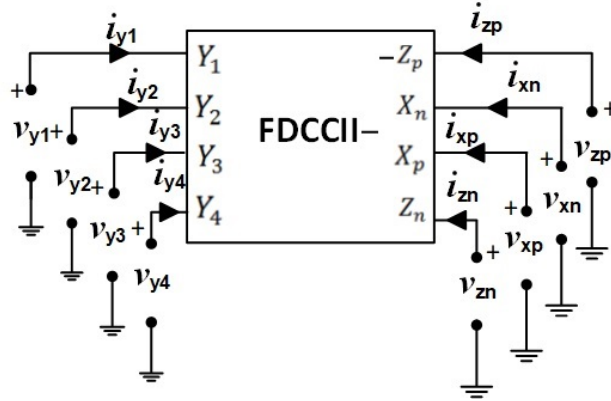 i_y1
i_zp
+ Y_1 −Z_p
i_y2 i_xn
Y_2 X_n +
v_y1 + i_y3 FDCCII− i_xp v_zp
Y_3 X_p +
v_y2 + i_y4 i_zn v_xn
Y_4 Z_n +
v_y3 + + v_xp
v_y4 v_zn